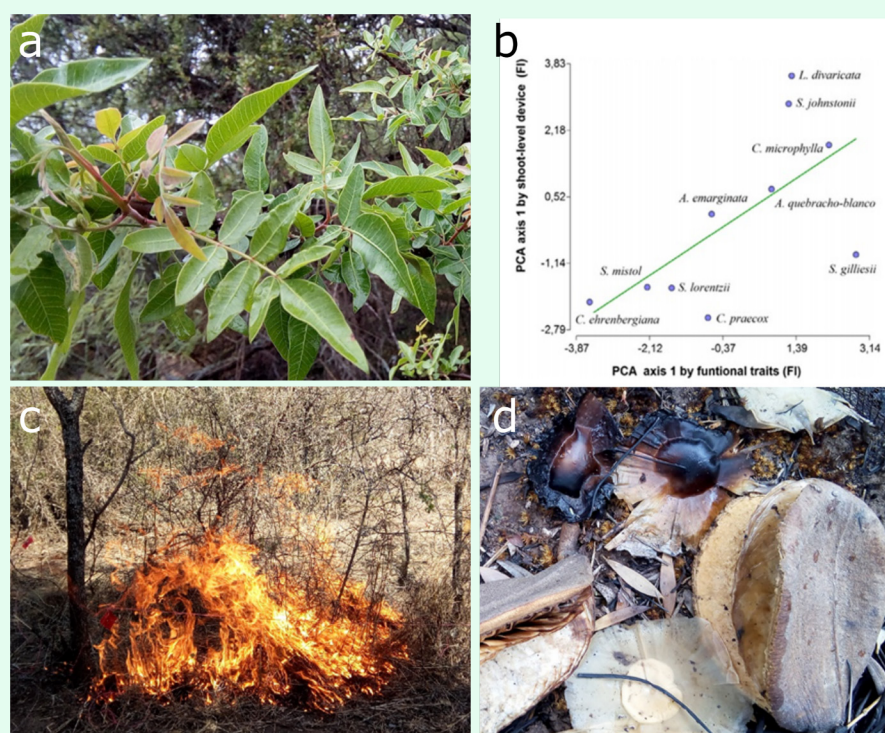 a
b
PCA axis 1 by shoot-level device (FI)
3,83
2,18
0,52
-1,14
-2,79
L. divaricata
S. johnstonii
C. microphylla
A. emarginata
A. quebracho-blanco
S. gilliesii
S. mistol
S. lorentzii
C. ehrenbergiana
C. praecox
-3,87 -2,12 -0,37 1,39 3,14
PCA axis 1 by funtional traits (FI)
c
d